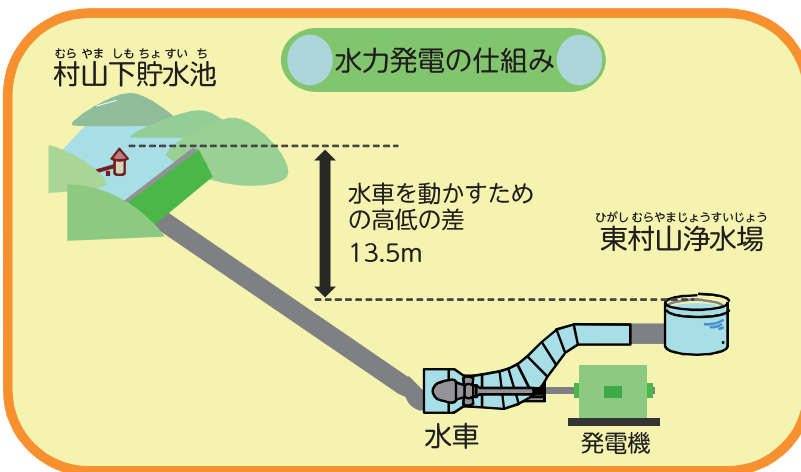 水力発電の仕組み
むらやましもちょすいち
村山下貯水池
水車を動かすため
の高低の差
13.5m
ひがしむらやまじょうすいじょう
東村山浄水場
水車
発電機